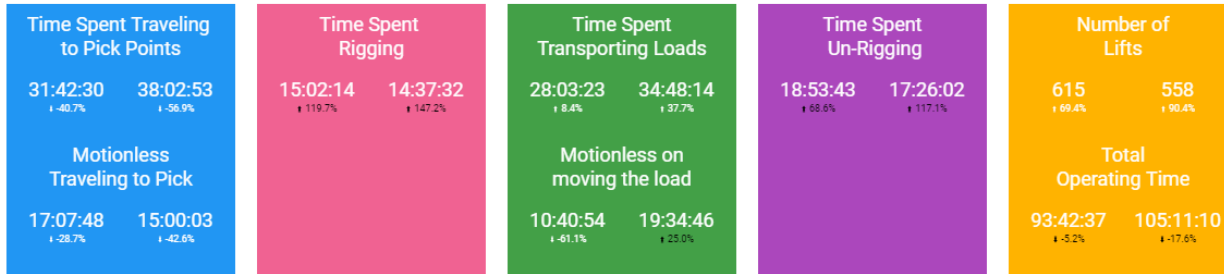 Time Spent Traveling
to Pick Points
31:42:30 38:02:53
⬇ -40.7% ⬇ -56.9%
Motionless
Traveling to Pick
17:07:48 15:00:03
⬇ -28.7% ⬇ -42.6%
Time Spent
Rigging
15:02:14 14:37:32
⬆ 119.7% ⬆ 147.2%
Time Spent
Transporting Loads
28:03:23 34:48:14
⬆ 8.4% ⬆ 37.7%
Motionless on
moving the load
10:40:54 19:34:46
⬇ -61.1% ⬆ 25.0%
Time Spent
Un-Rigging
18:53:43 17:26:02
⬆ 68.6% ⬆ 117.1%
Number of
Lifts
615 558
⬆ 69.4% ⬆ 90.4%
Total
Operating Time
93:42:37 105:11:10
⬇ -5.2% ⬇ -17.6%